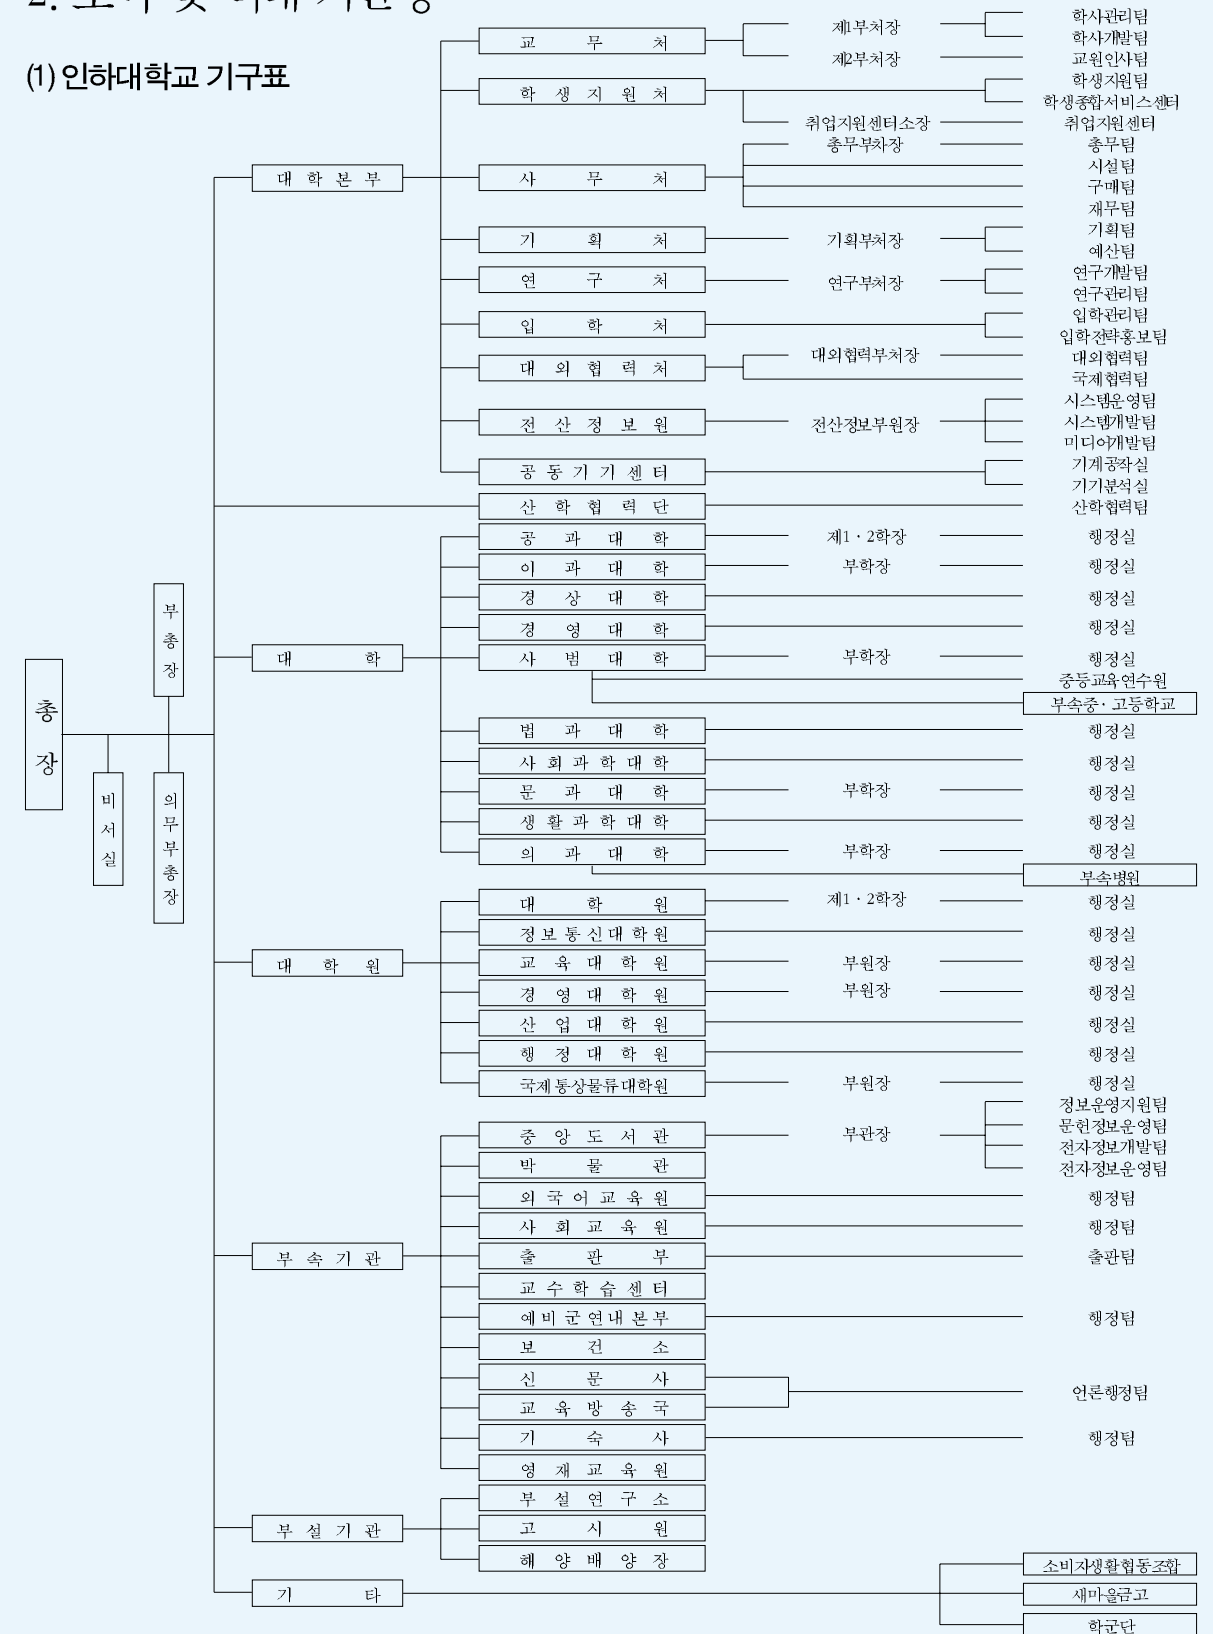 (1) 인하대학교 기구표
총장
비서실
부총장
의무부총장
대학본부
교무처
제1부처장
학사관리팀
학사개발팀
제2부처장
교원인사팀
학생지원처
학생지원팀
학생종합서비스센터
취업지원센터소장
취업지원센터
사무처
총무부차장
총무팀
시설팀
구매팀
재무팀
기획처
기획부처장
기획팀
예산팀
연구처
연구부처장
연구개발팀
연구관리팀
입학처
입학관리팀
입학전략홍보팀
대외협력처
대외협력부처장
대외협력팀
국제협력팀
전산정보원
전산정보부원장
시스템운영팀
시스템개발팀
미디어개발팀
공동기기센터
기계공작실
기기분석실
산학협력단
산학협력팀
대학
공과대학
제1·2학장
행정실
이과대학
부학장
행정실
경상대학
행정실
경영대학
행정실
사범대학
부학장
행정실
중등교육연수원
부속중·고등학교
법과대학
행정실
사회과학대학
행정실
문과대학
부학장
행정실
생활과학대학
행정실
의과대학
부학장
행정실
부속병원
대학원
대학원
제1·2학장
행정실
정보통신대학원
행정실
교육대학원
부원장
행정실
경영대학원
부원장
행정실
산업대학원
행정실
행정대학원
행정실
국제통상물류대학원
부원장
행정실
부속기관
중앙도서관
부관장
정보운영지원팀
문헌정보운영팀
전자정보개발팀
전자정보운영팀
박물관
외국어교육원
행정팀
사회교육원
행정팀
출판부
출판팀
교수학습센터
예비군연대본부
행정팀
보건소
신문사
교육방송국
언론행정팀
기숙사
행정팀
영재교육원
부설기관
부설연구소
고시원
해양배양장
기타
소비자생활협동조합
새마을금고
학군단